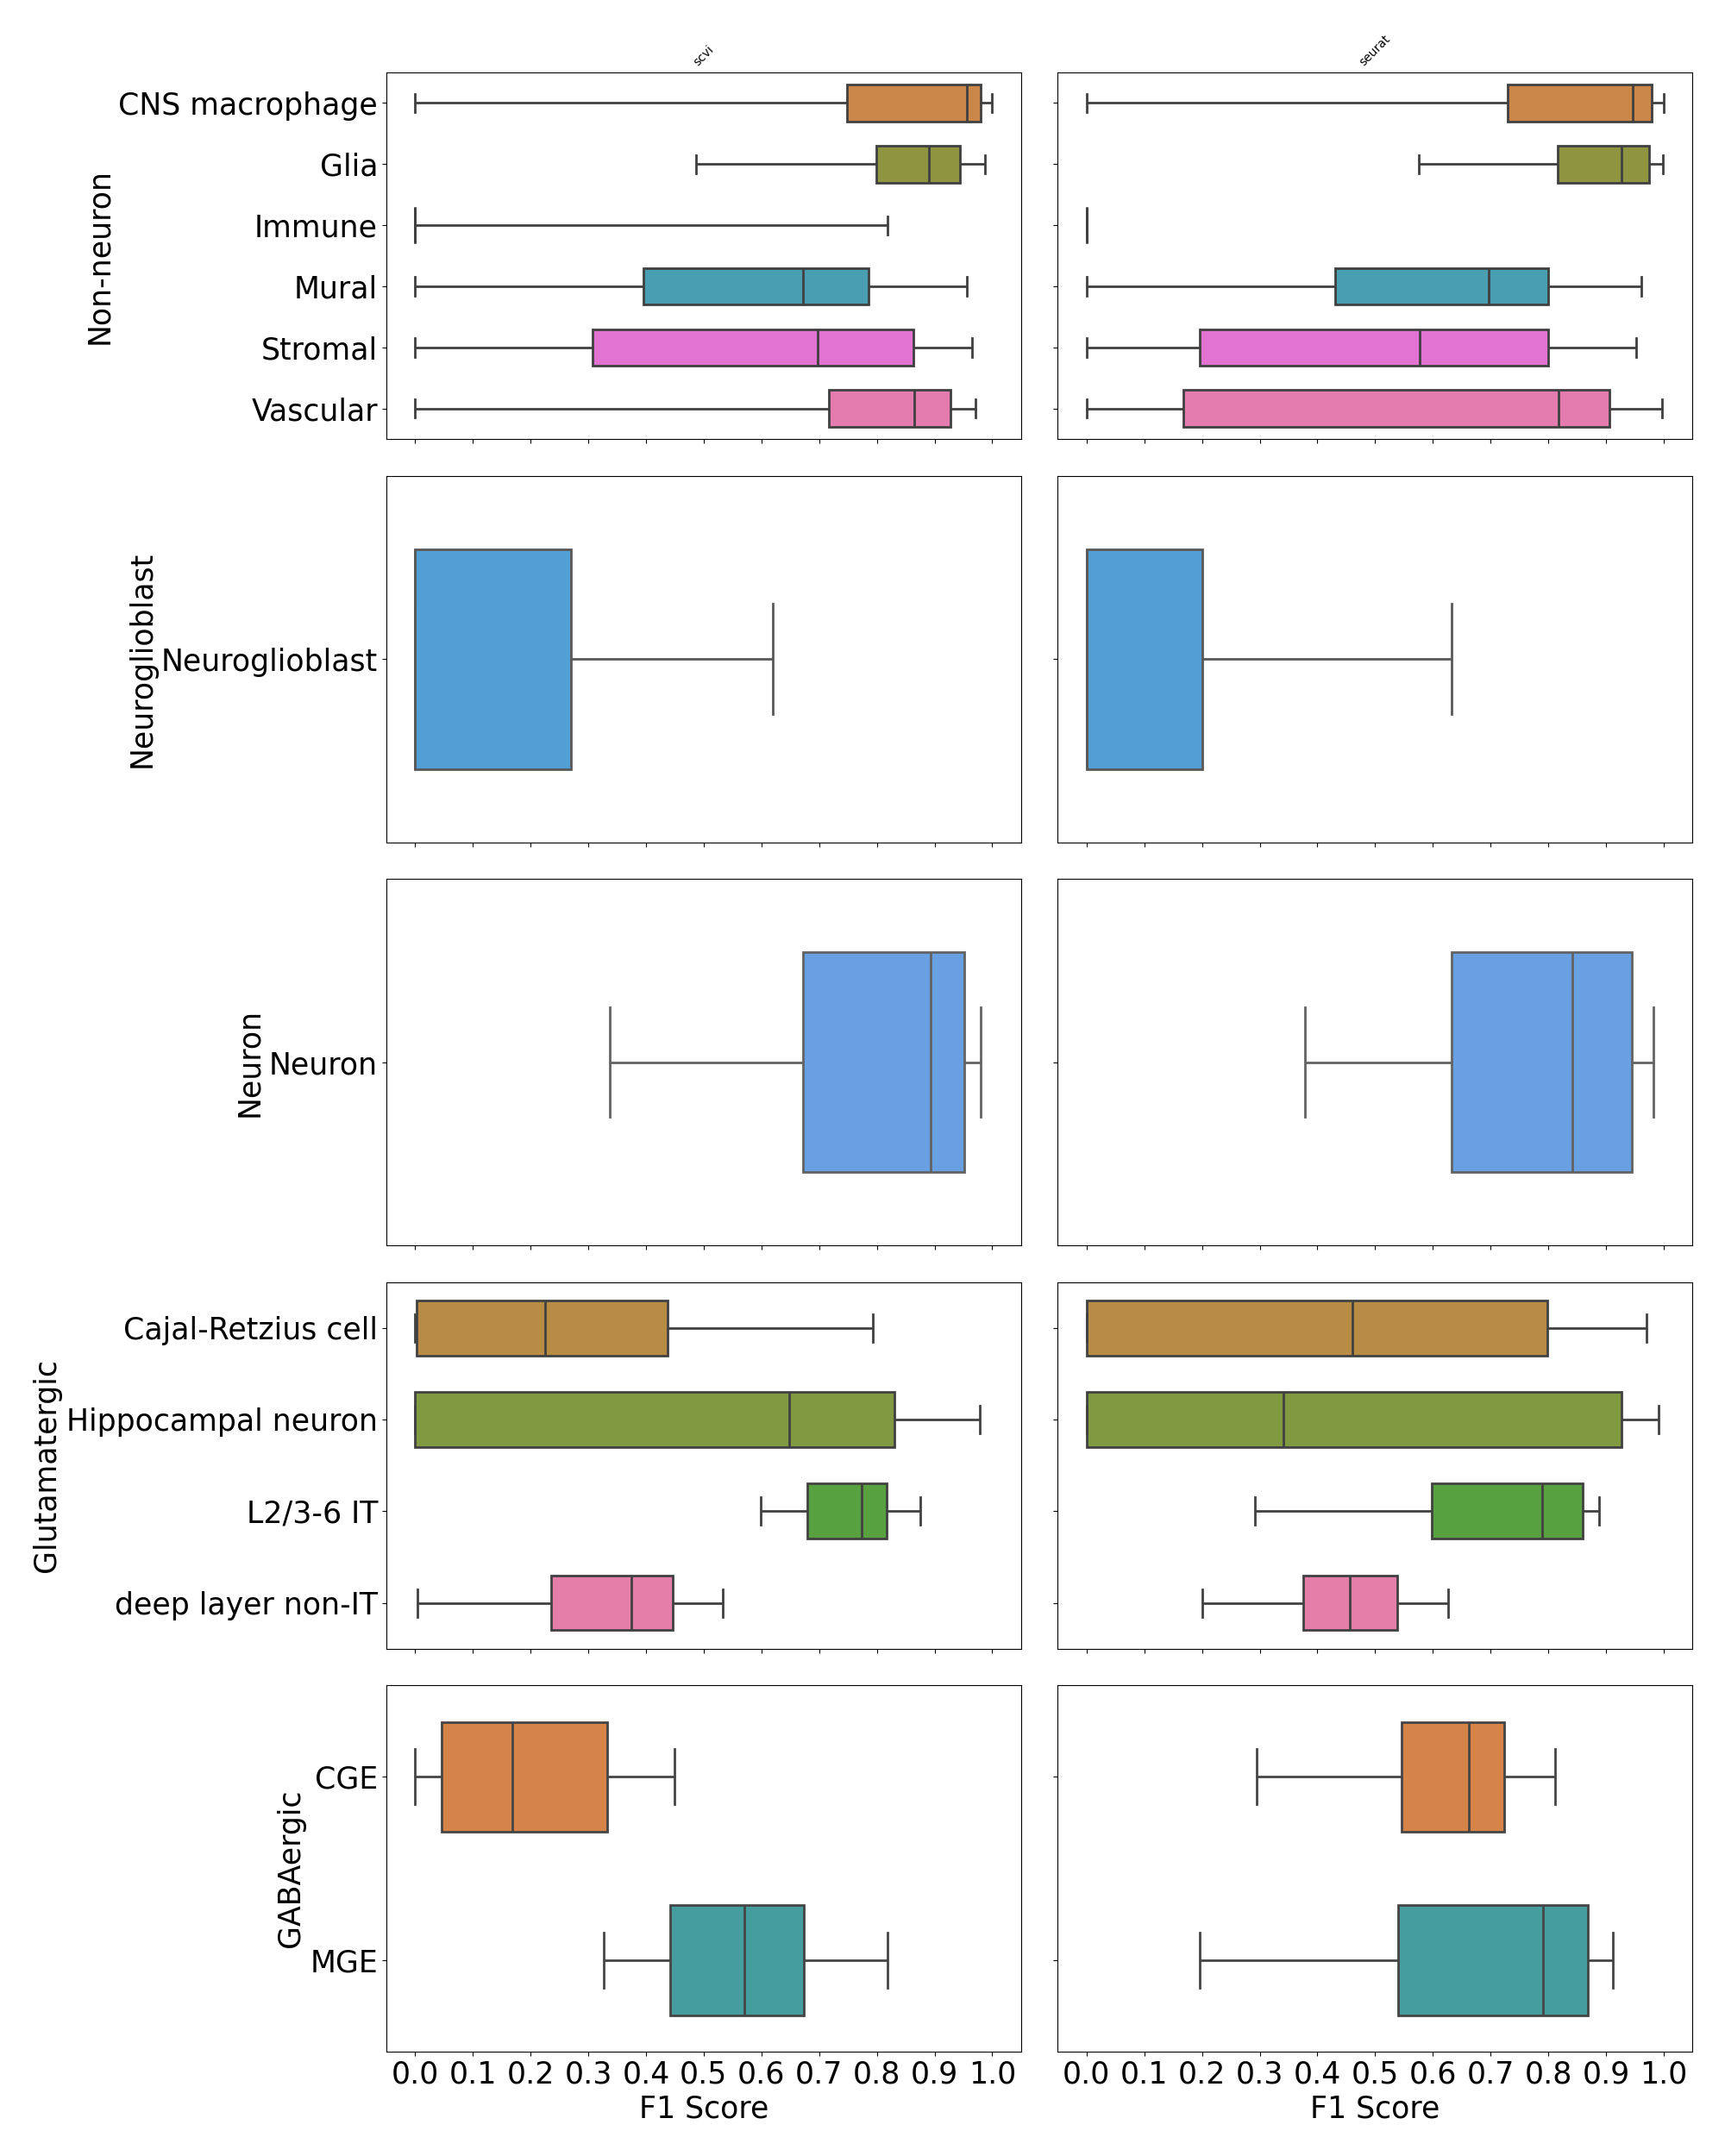 scvi
seurat
Non-neuron
CNS macrophage
Glia
Immune
Mural
Stromal
Vascular
Neuroglioblast
Neuroglioblast
Neuron
Neuron
Glutamatergic
Cajal-Retzius cell
Hippocampal neuron
L2/3-6 IT
deep layer non-IT
GABAergic
CGE
MGE
0.0 0.1 0.2 0.3 0.4 0.5 0.6 0.7 0.8 0.9 1.0
F1 Score
0.0 0.1 0.2 0.3 0.4 0.5 0.6 0.7 0.8 0.9 1.0
F1 Score